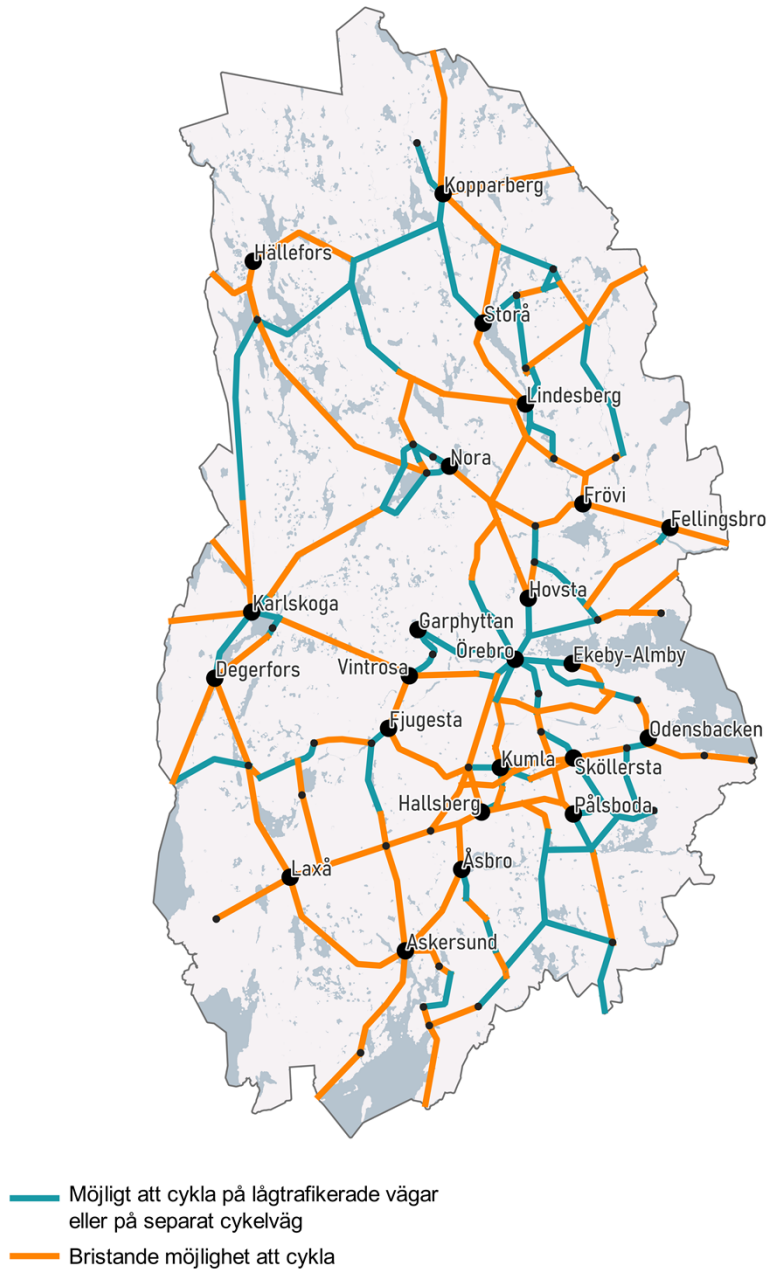 Kopparberg
Hällefors
Storå
Lindesberg
Nora
Frövi
Fellingsbro
Karlskoga
Hovsta
Garphyttan
Örebro
Ekeby-Almby
Vintrosa
Degerfors
Fjugesta
Odensbacken
Kumla
Sköllersta
Hallsberg
Pålsboda
Åsbro
Laxå
Askersund
Möjligt att cykla på lågtrafikerade vägar
eller på separat cykelväg
Bristande möjlighet att cykla